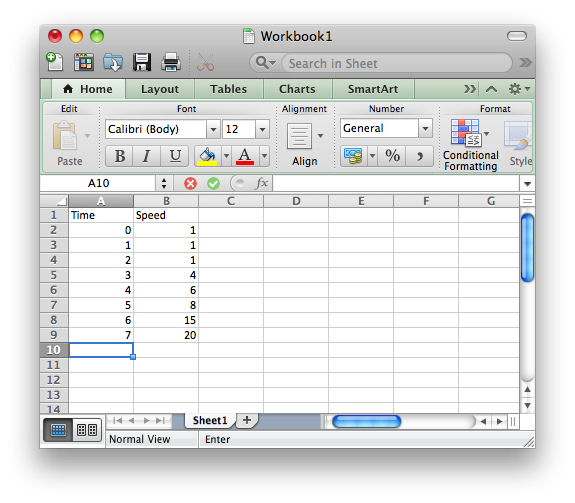 Workbook1
Search in Sheet
Home Layout Tables Charts SmartArt
Edit Font Alignment Number Format
Calibri (Body) 12 General
Paste B I U A Align % , Conditional Formatting Style
A10 fx
A B C D E F G
1 Time Speed
2 0 1
3 1 1
4 2 1
5 3 4
6 4 6
7 5 8
8 6 15
9 7 20
10
11
12
13
14
Sheet1 +
Normal View Enter